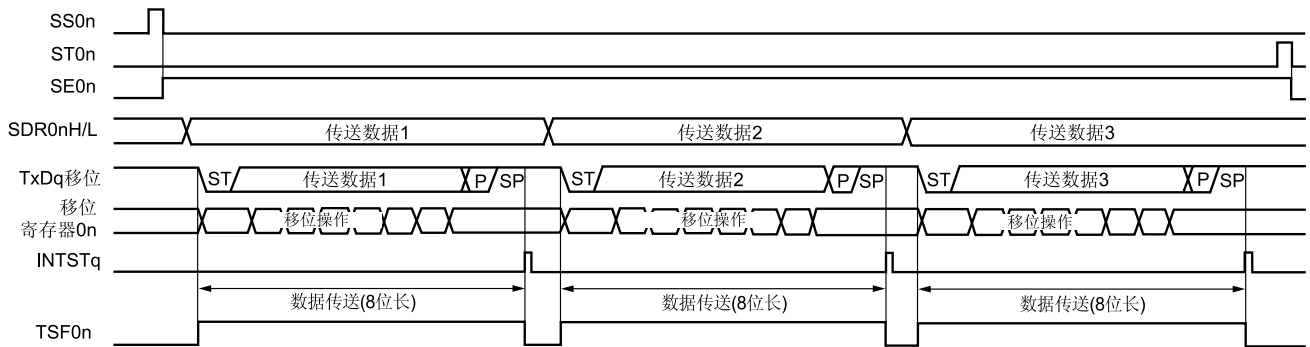 SS0n
ST0n
SE0n
SDR0nH/L 传送数据1 传送数据2 传送数据3
TxDq移位 ST 传送数据1 P SP ST 传送数据2 P SP ST 传送数据3 P SP
移位
寄存器0n 移位操作 移位操作 移位操作
INTSTq
数据传送(8位长) 数据传送(8位长) 数据传送(8位长)
TSF0n